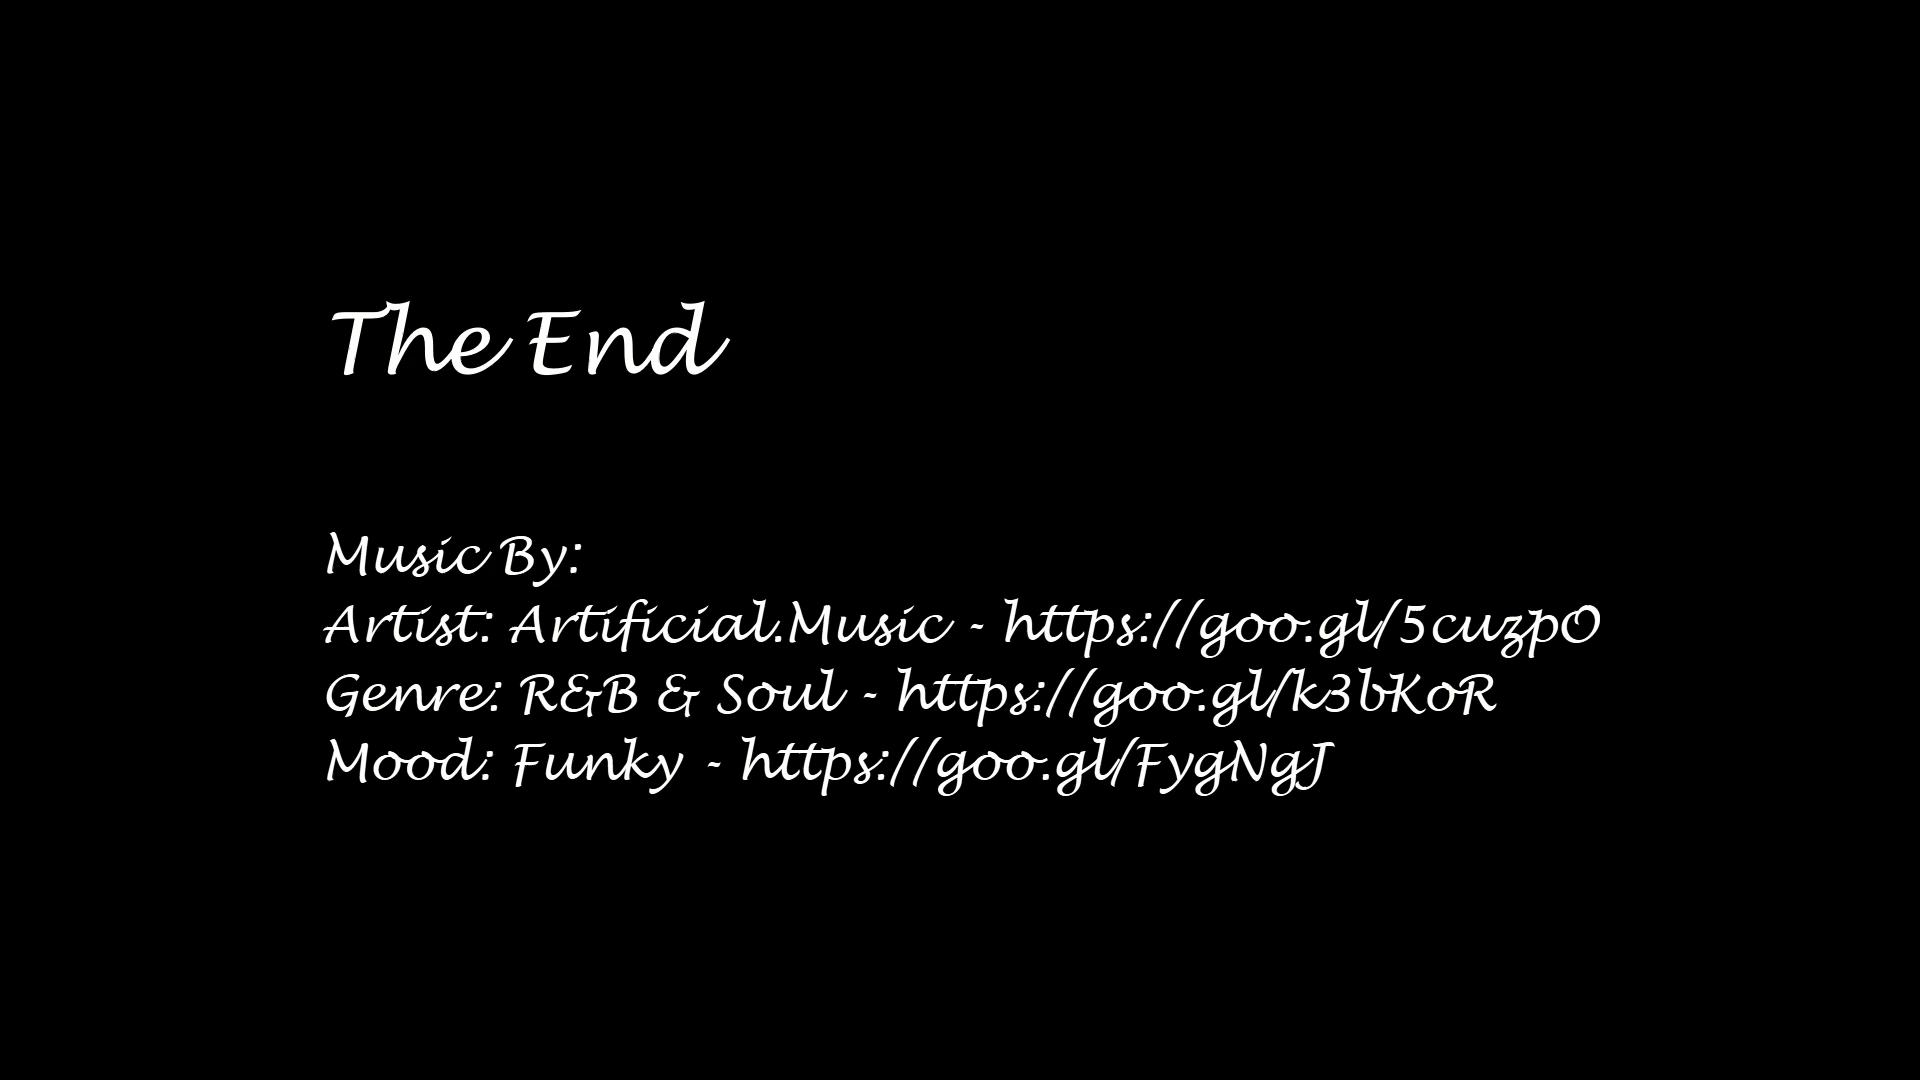 The End
Music By:
Artist: Artificial.Music - https://goo.gl/5cuzpO
Genre: R&B & Soul - https://goo.gl/k3bKoR
Mood: Funky - https://goo.gl/FygNgJ